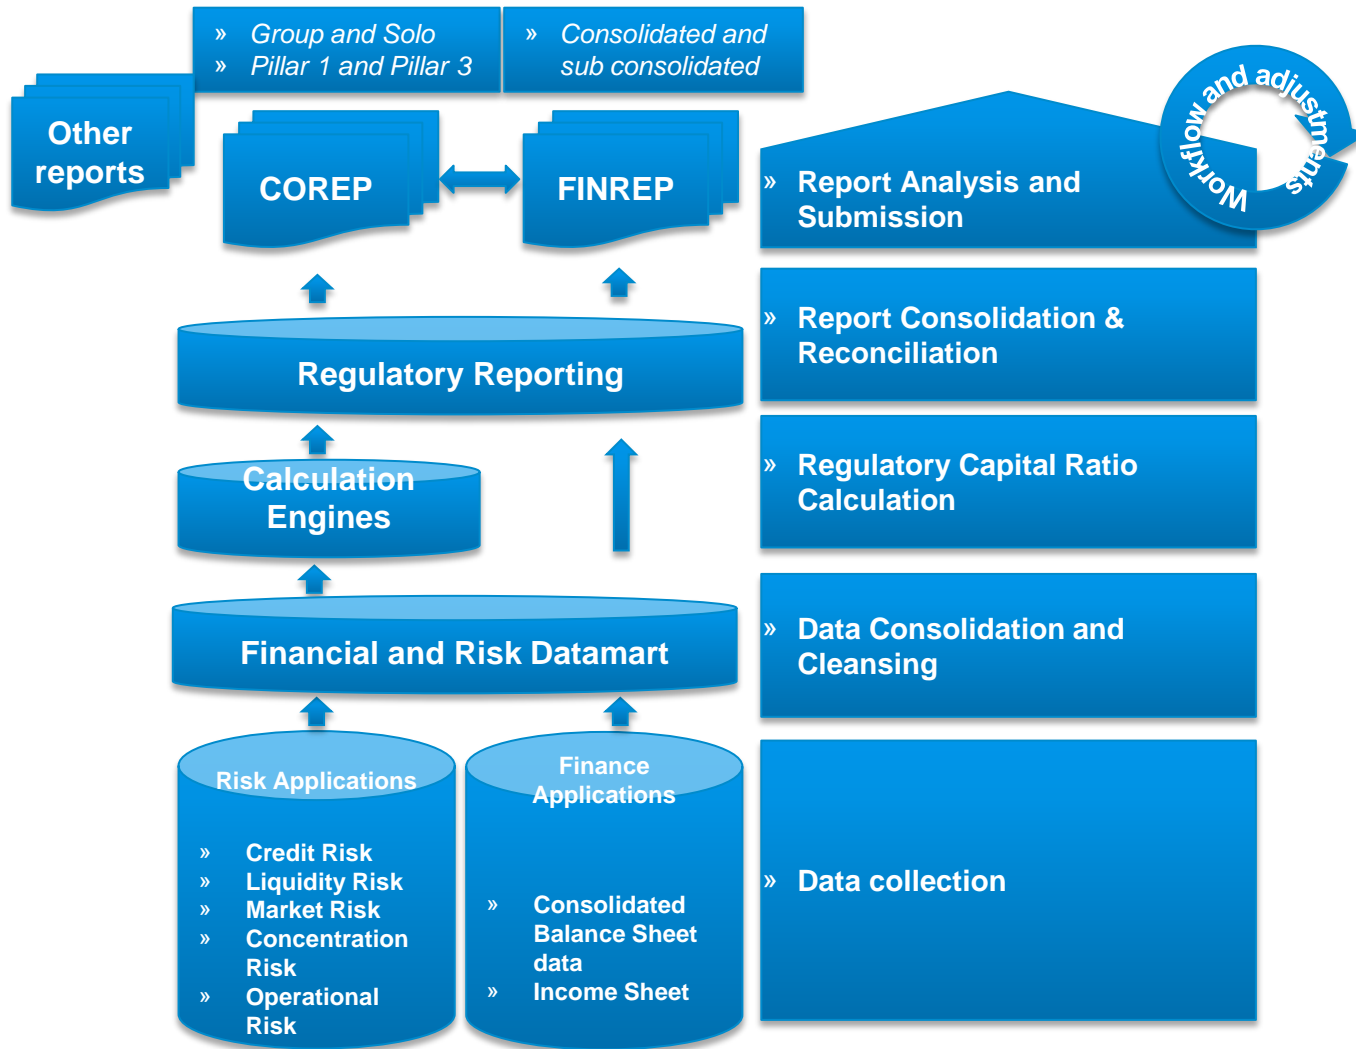 » Group and Solo
» Pillar 1 and Pillar 3
» Consolidated and
sub consolidated
Other
reports
COREP
FINREP
» Report Analysis and
Submission
Workflow and adjustments
Regulatory Reporting
» Report Consolidation &
Reconciliation
Calculation
Engines
» Regulatory Capital Ratio
Calculation
Financial and Risk Datamart
» Data Consolidation and
Cleansing
Risk Applications
» Credit Risk
» Liquidity Risk
» Market Risk
» Concentration
Risk
» Operational
Risk
Finance
Applications
» Consolidated
Balance Sheet
data
» Income Sheet
» Data collection